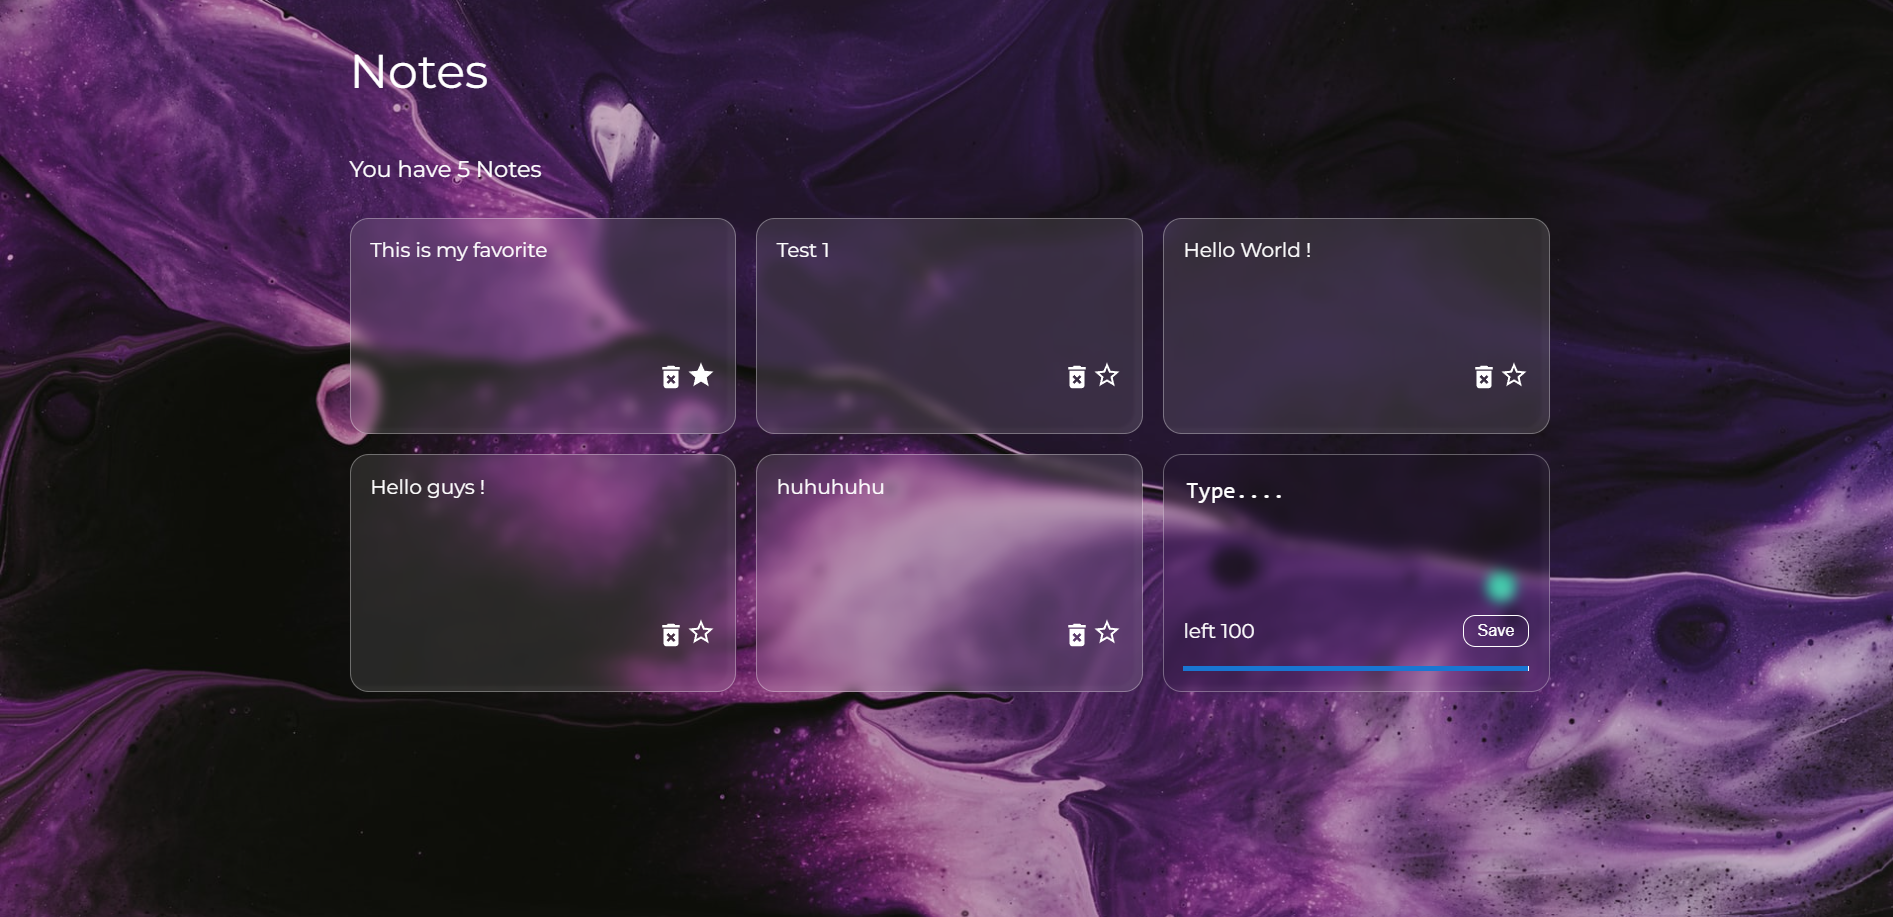 Notes
You have 5 Notes
This is my favorite
Test 1
Hello World !
Hello guys !
huhuhuhu
Type....
left 100
Save